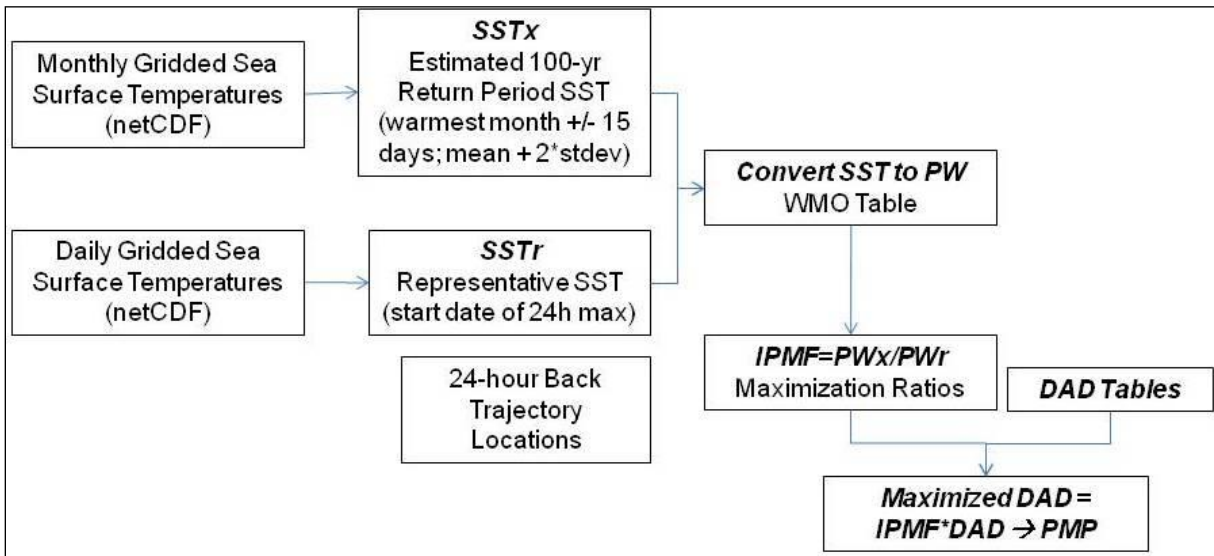 Monthly Gridded Sea
Surface Temperatures
(netCDF)
SSTx
Estimated 100-yr
Return Period SST
(warmest month +/- 15
days; mean + 2*stdev)
Daily Gridded Sea
Surface Temperatures
(netCDF)
SSTr
Representative SST
(start date of 24h max)
24-hour Back
Trajectory
Locations
Convert SST to PW
WMO Table
IPMF=PWx/PWr
Maximization Ratios
DAD Tables
Maximized DAD =
IPMF*DAD → PMP